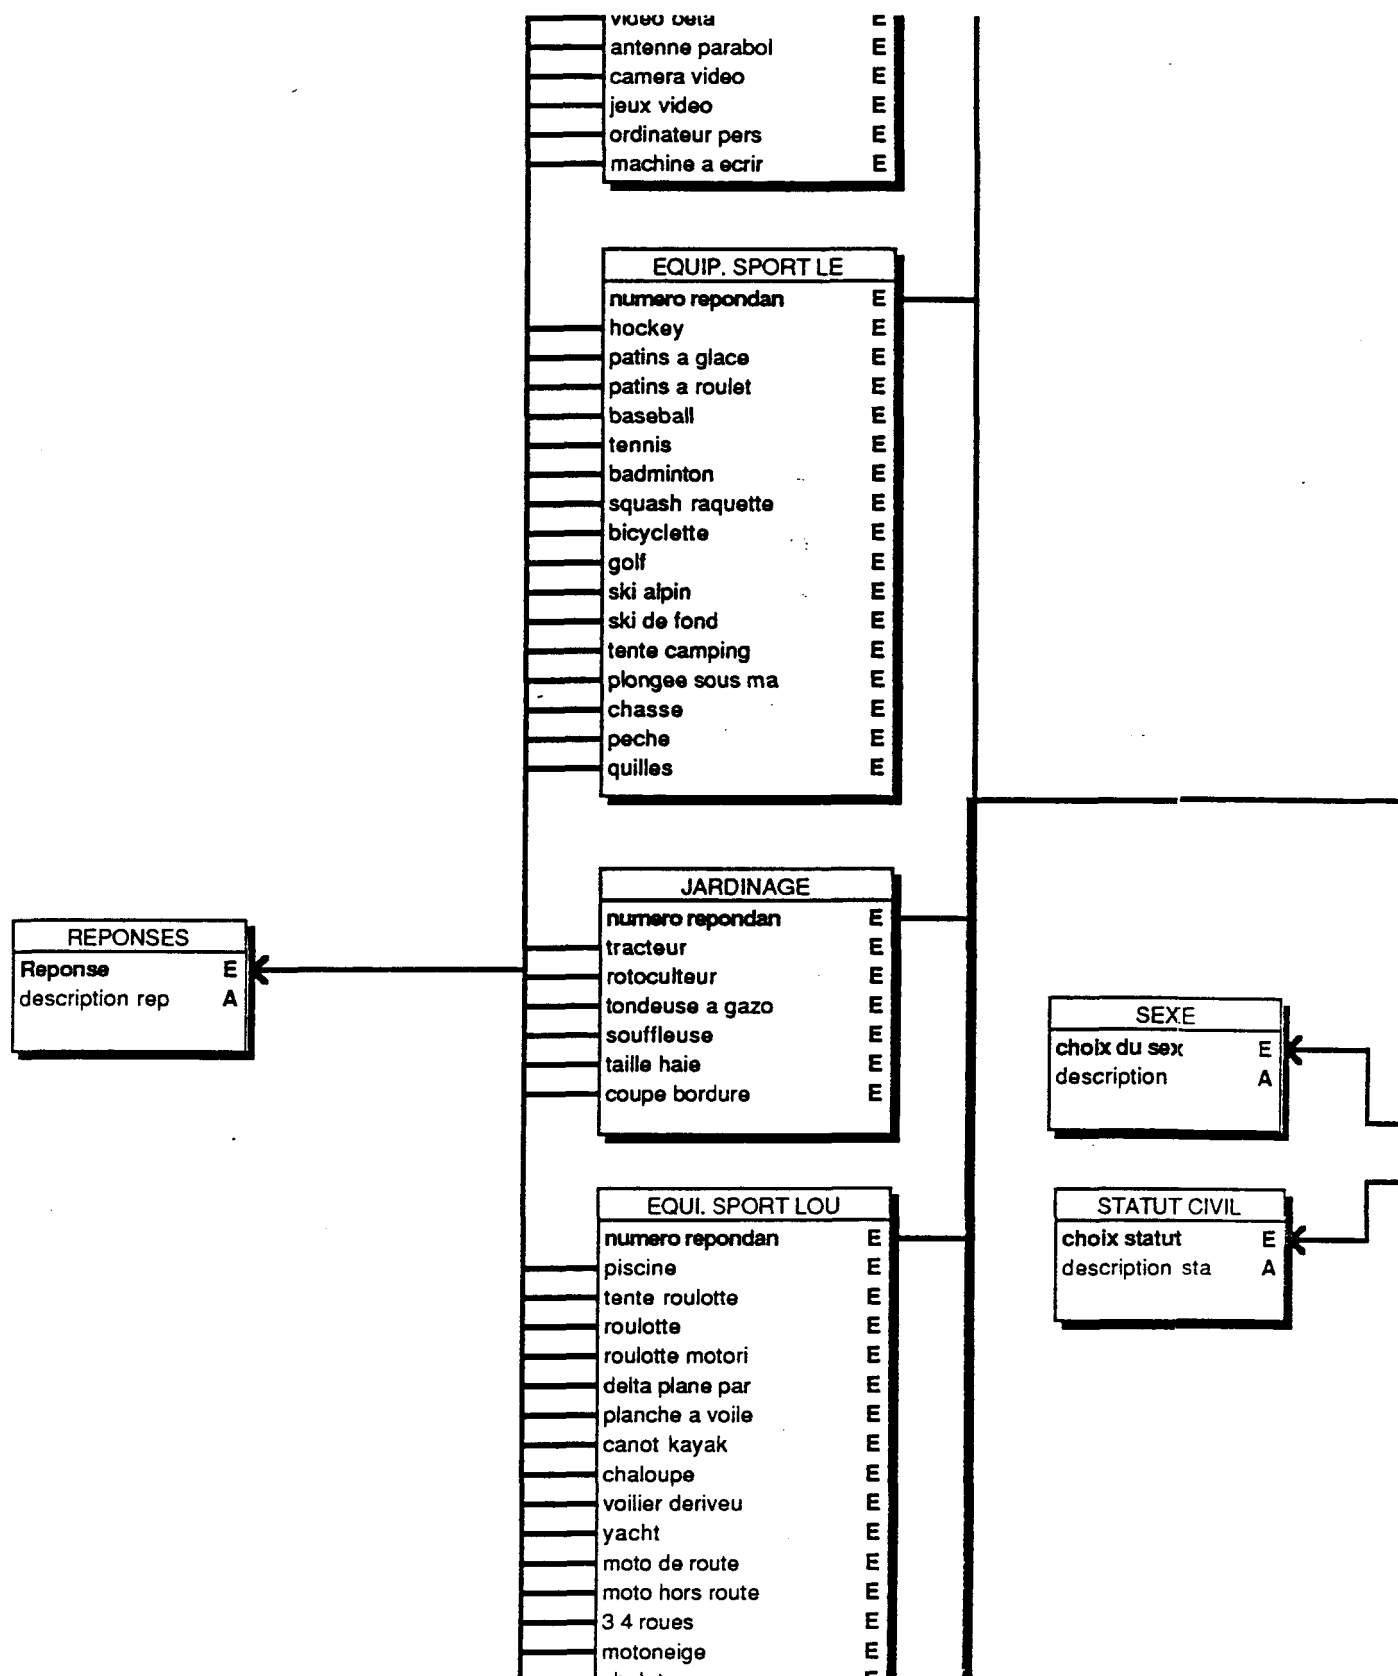 video beta E
antenne parabol E
camera video E
jeux video E
ordinateur pers E
machine a ecrir E
EQUIP. SPORT LE
numero repondan E
hockey E
patins a glace E
patins a roulet E
baseball E
tennis E
badminton E
squash raquette E
bicyclette E
golf E
ski alpin E
ski de fond E
tente camping E
plongee sous ma E
chasse E
peche E
quilles E
JARDINAGE
numero repondan E
tracteur E
rotoculteur E
tondeuse a gazo E
souffleuse E
taille haie E
coupe bordure E
REPONSES
Reponse E
description rep A
SEXE
choix du sex E
description A
EQUI. SPORT LOU
numero repondan E
piscine E
tente roulotte E
roulotte E
roulotte motori E
delta plane par E
planche a voile E
canot kayak E
chaloupe E
voilier deriveu E
yacht E
moto de route E
moto hors route E
3 4 roues E
motoneige E
STATUT CIVIL
choix statut E
description sta A